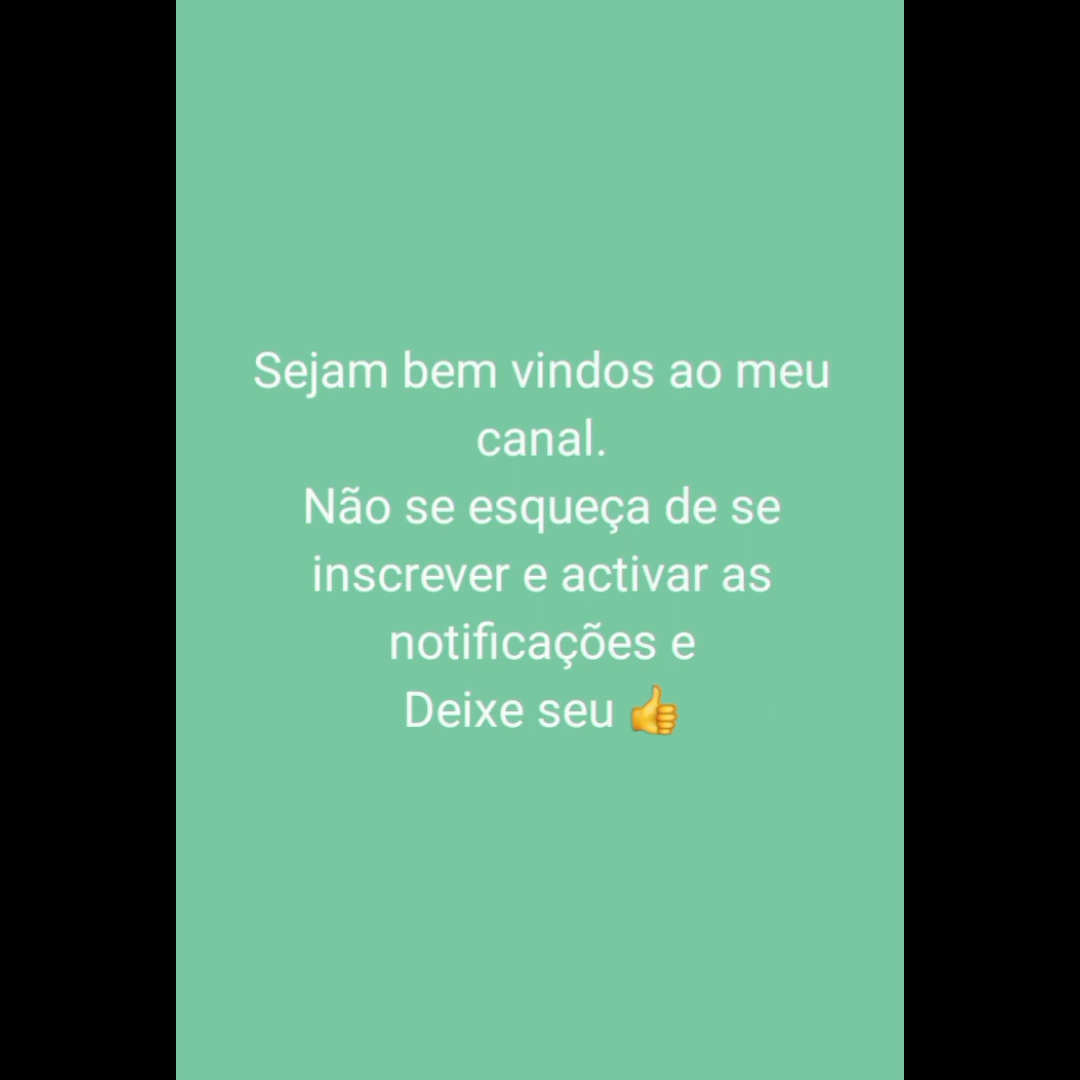 Sejam bem vindos ao meu
canal.
Não se esqueça de se
inscrever e activar as
notificações e
Deixe seu 👍